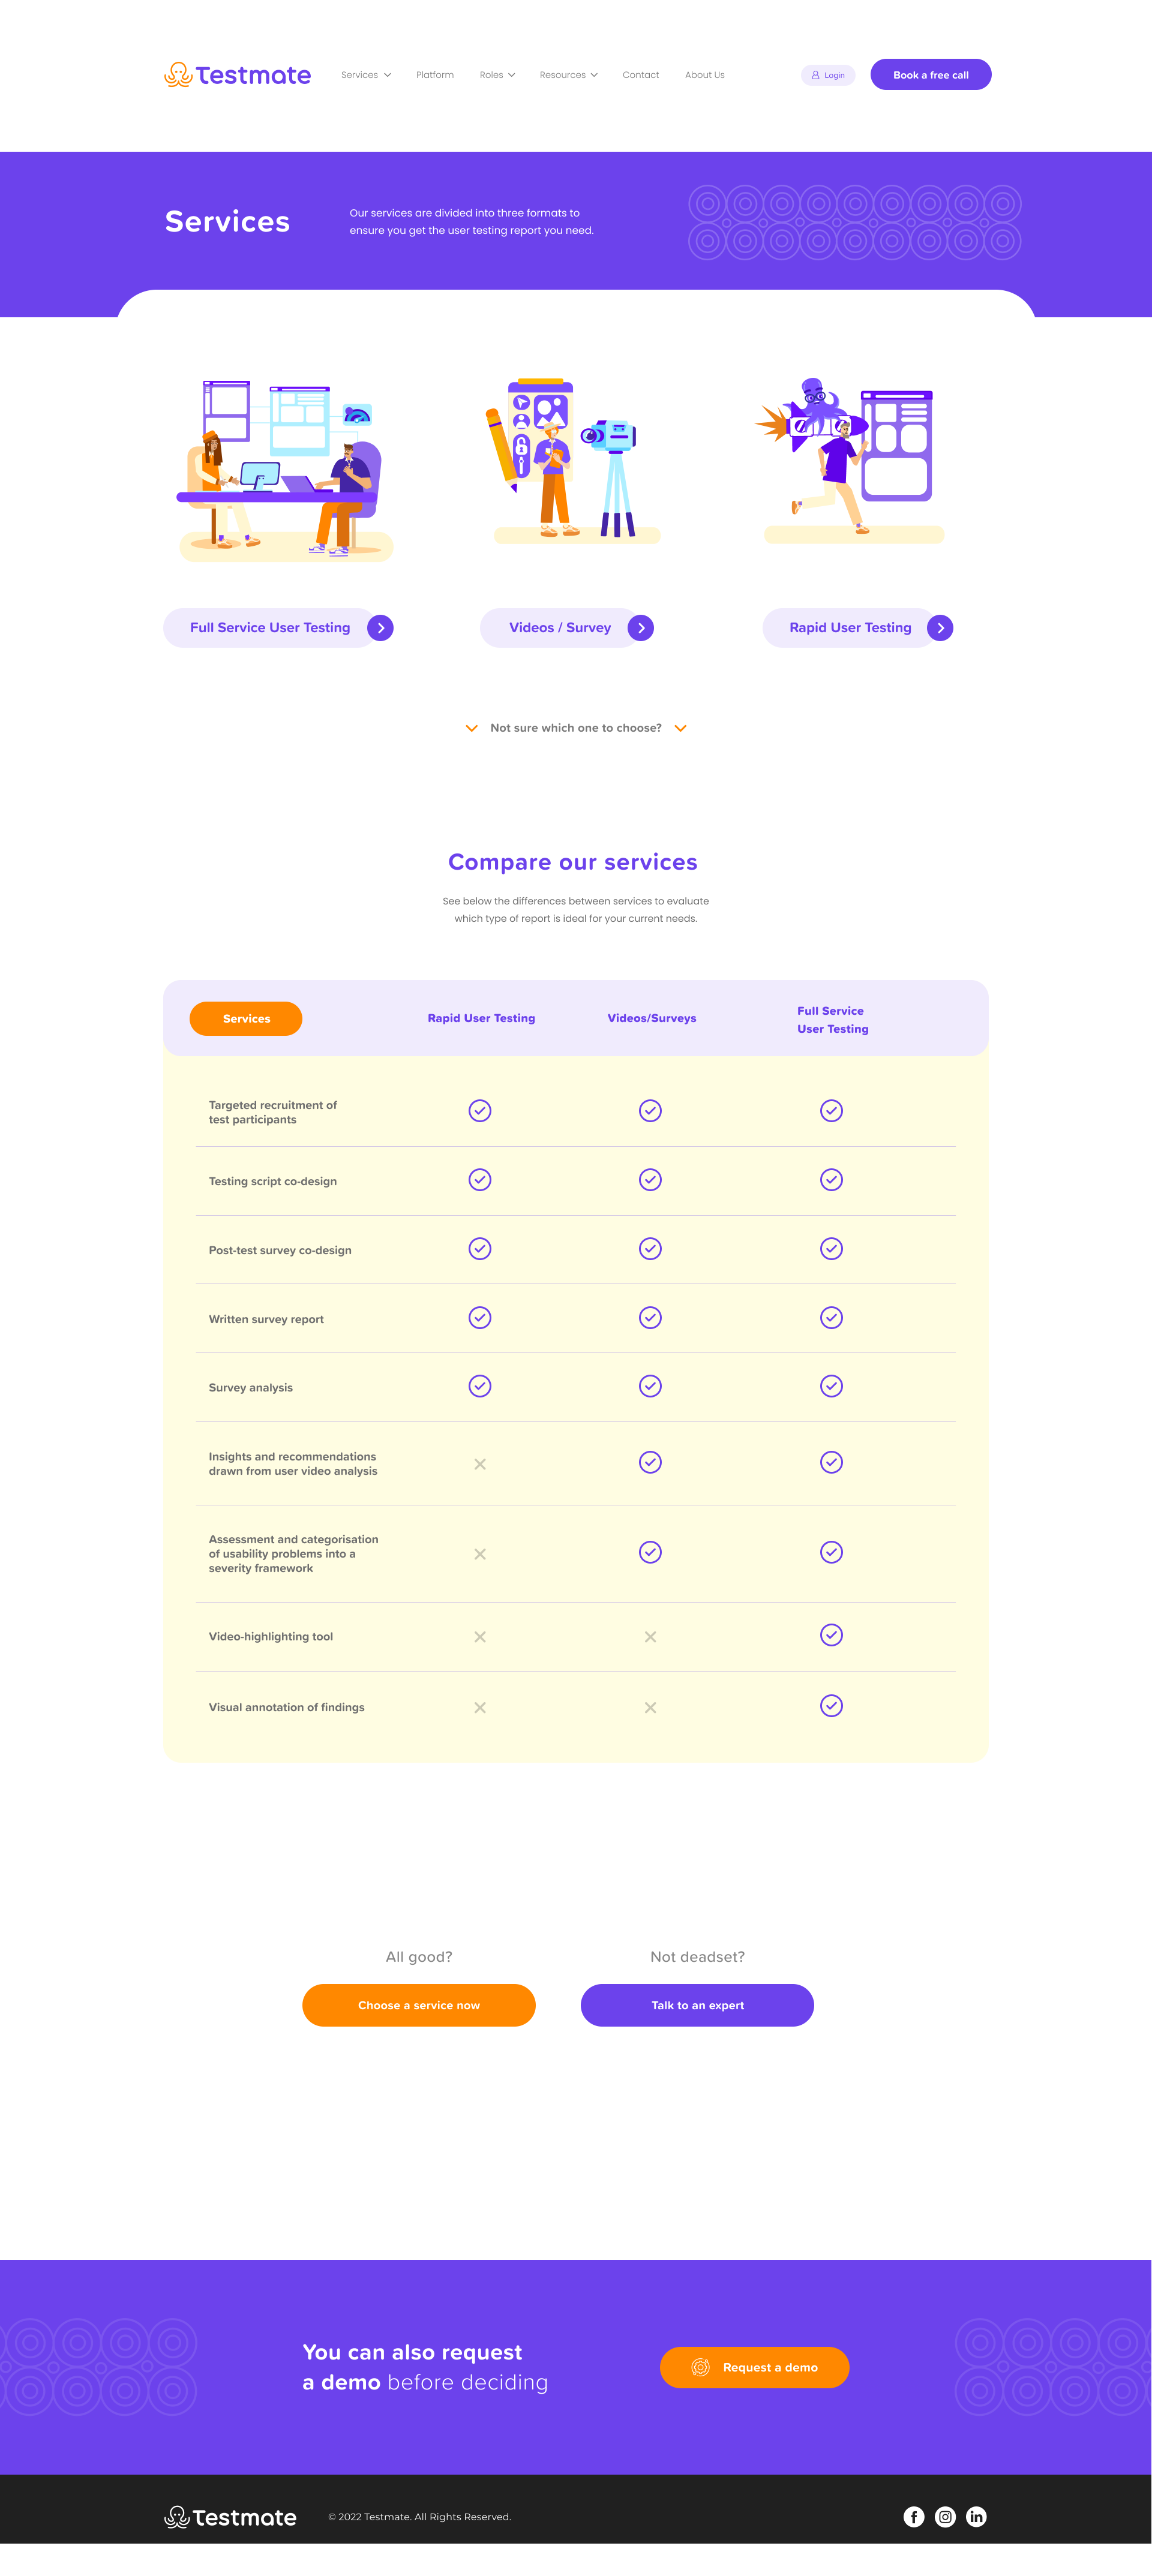 Testmate
Services
Platform
Roles
Resources
Contact
About Us
Login
Book a free call
Services
Our services are divided into three formats to
ensure you get the user testing report you need.
Full Service User Testing
Videos / Survey
Rapid User Testing
Not sure which one to choose?
Compare our services
See below the differences between services to evaluate
which type of report is ideal for your current needs.
Services
Rapid User Testing
Videos/Surveys
Full Service
User Testing
Targeted recruitment of
test participants
Testing script co-design
Post-test survey co-design
Written survey report
Survey analysis
Insights and recommendations
drawn from user video analysis
Assessment and categorisation
of usability problems into a
severity framework
Video-highlighting tool
Visual annotation of findings
All good?
Choose a service now
Not deadset?
Talk to an expert
You can also request
a demo before deciding
Request a demo
Testmate
© 2022 Testmate. All Rights Reserved.